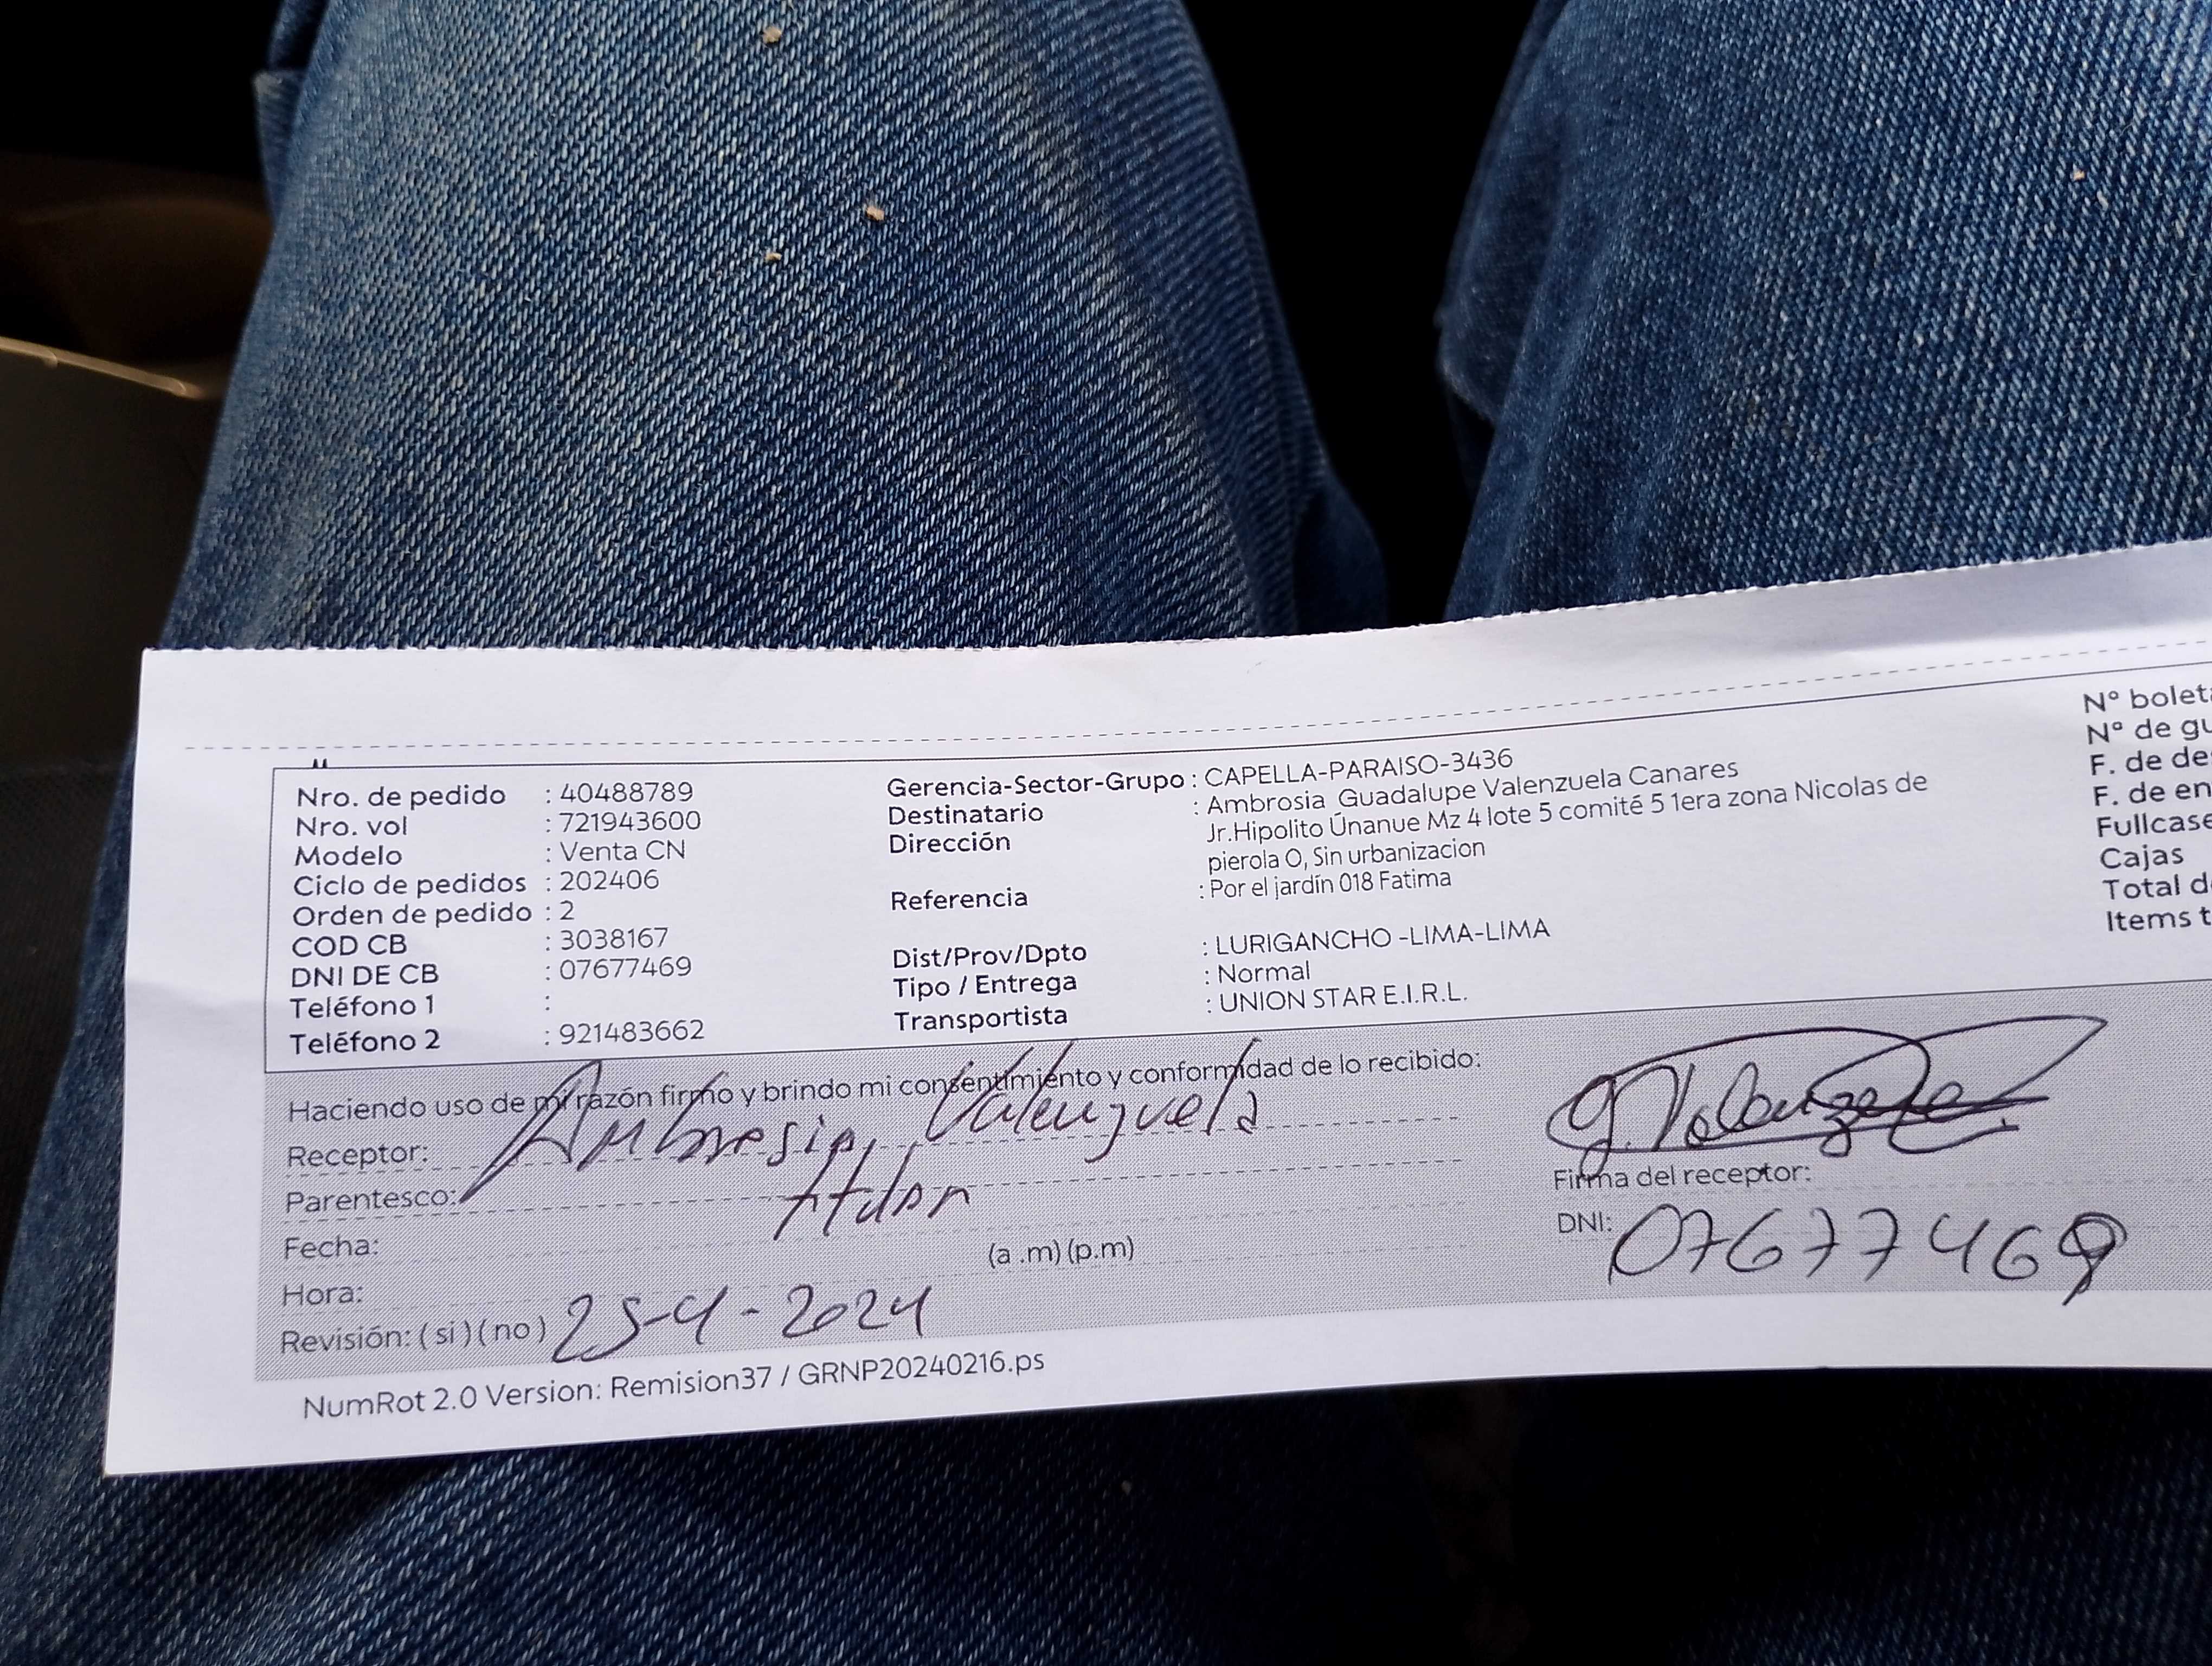 Nro. de pedido : 40488789
Nro. vol : 721943600
Modelo : Venta CN
Ciclo de pedidos : 202406
Orden de pedido : 2
COD CB : 3038167
DNI DE CB : 07677469
Teléfono 1 :
Teléfono 2 : 921483662
Gerencia-Sector-Grupo : CAPELLA-PARAISO-3436
Destinatario : Ambrosia Guadalupe Valenzuela Canares
Dirección Jr.Hipolito Únanue Mz 4 lote 5 comité 5 1era zona Nicolas de
pierola O, Sin urbanizacion
Referencia : Por el jardín 018 Fatima
Dist/Prov/Dpto : LURIGANCHO -LIMA-LIMA
Tipo / Entrega : Normal
Transportista : UNION STAR E.I.R.L.
N° bolet
N° de gu
F. de de
F. de en
Fullcase
Cajas
Total d
Items t
Haciendo uso de mi razón firmo y brindo mi consentimiento y conformidad de lo recibido:
Receptor: Ambrosia Valenzuela
Parentesco:
Fecha:
(a .m) (p.m)
Hora:
Revisión: ( si ) ( no ) 25-4-2024
G. Valenzuela
Firma del receptor:
DNI: 07677469
NumRot 2.0 Version: Remision37 / GRNP20240216.ps